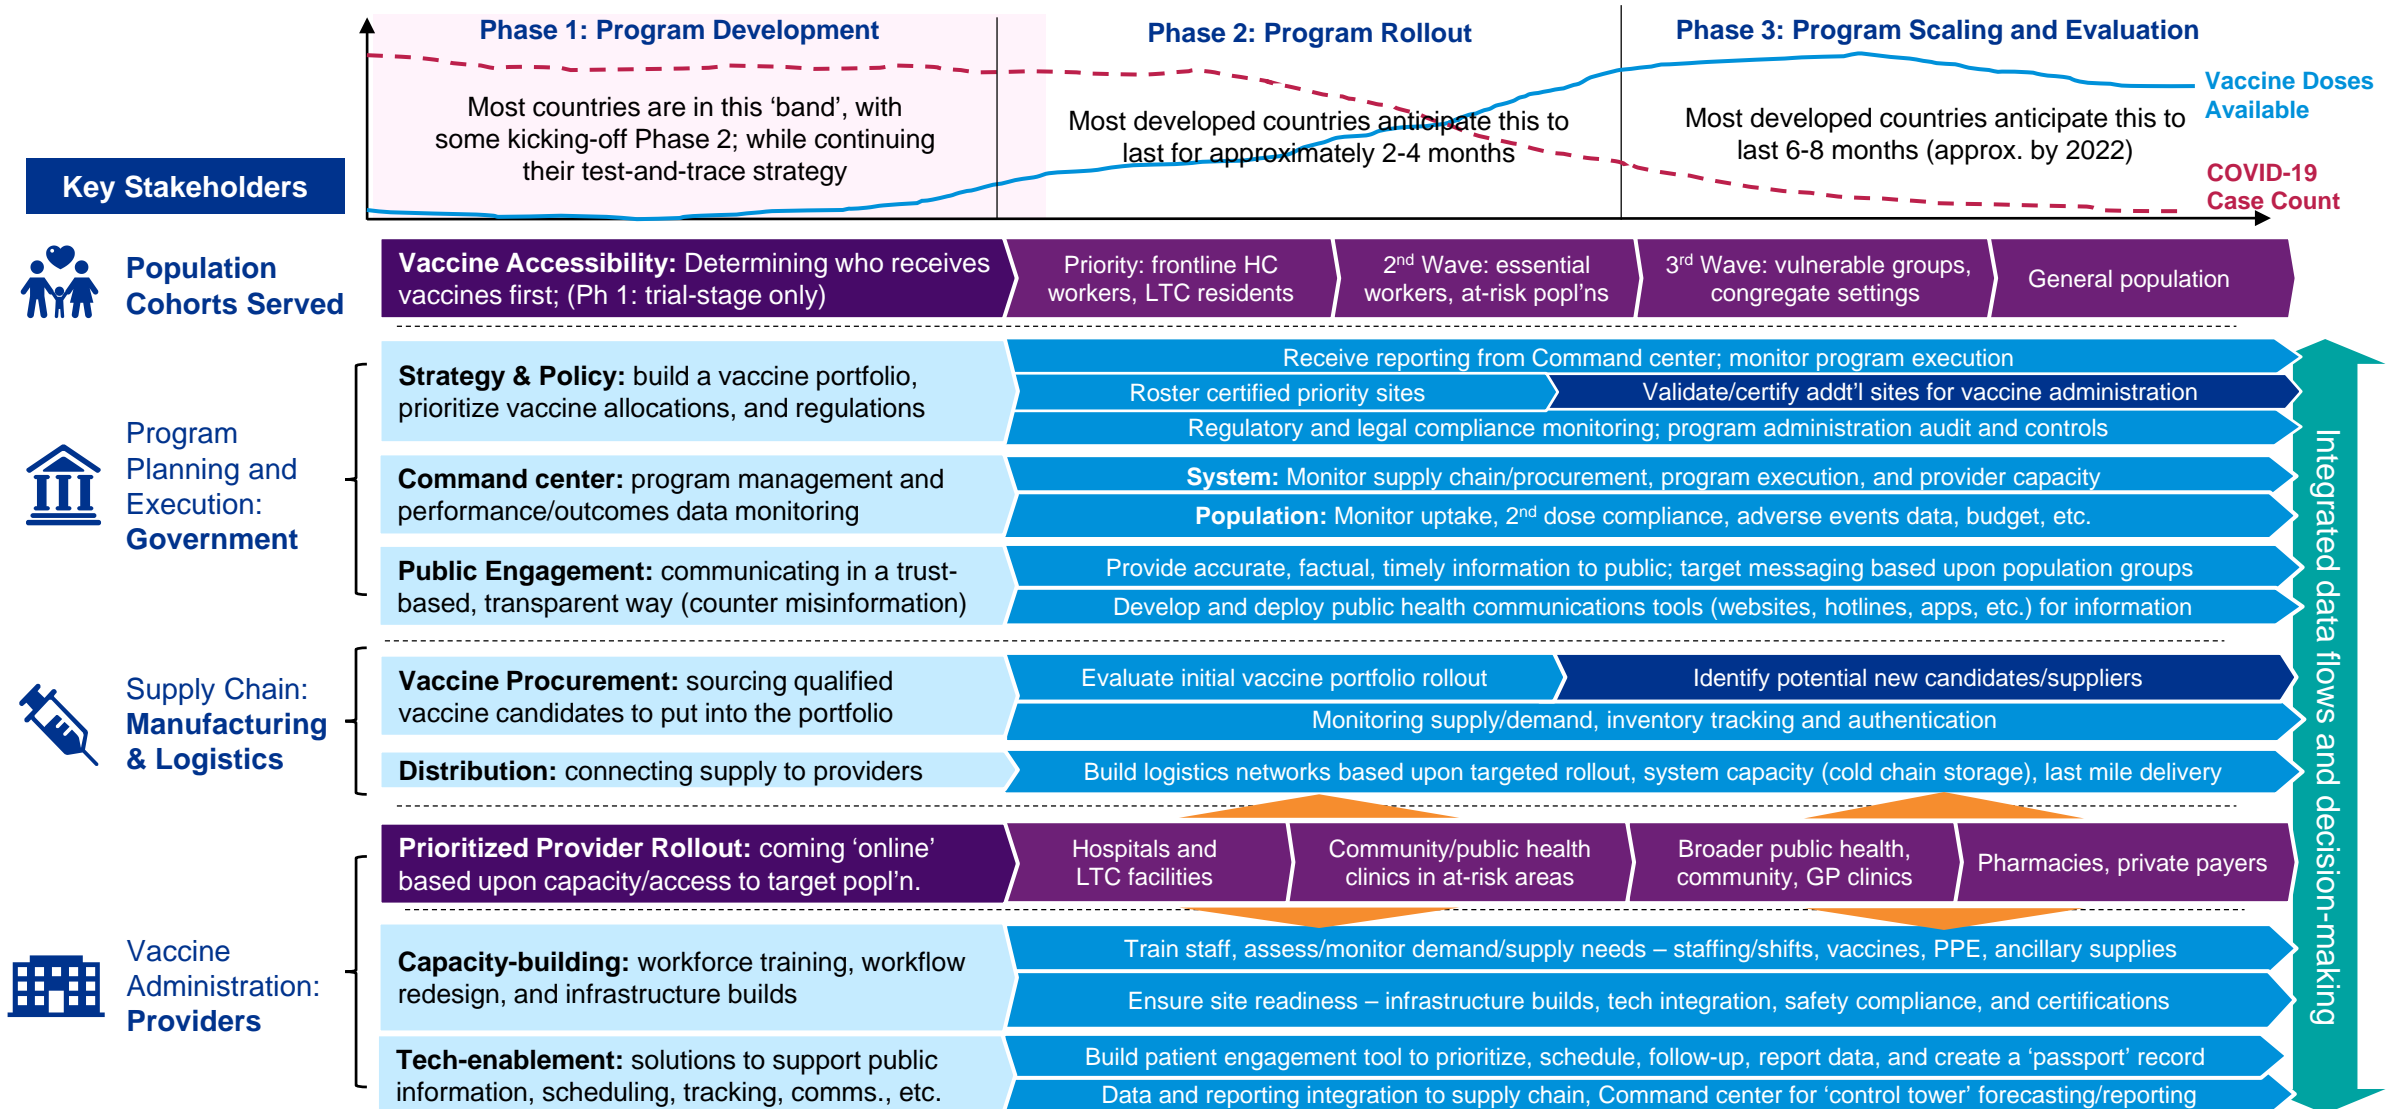 Phase 1: Program Development
Phase 2: Program Rollout
Phase 3: Program Scaling and Evaluation
Most countries are in this ‘band’, with
some kicking-off Phase 2; while continuing
their test-and-trace strategy
Most developed countries anticipate this to
last for approximately 2-4 months
Most developed countries anticipate this to
last 6-8 months (approx. by 2022)
Vaccine Doses
Available
COVID-19
Case Count
Key Stakeholders
Population
Cohorts Served
Vaccine Accessibility: Determining who receives
vaccines first; (Ph 1: trial-stage only)
Priority: frontline HC
workers, LTC residents
2nd Wave: essential
workers, at-risk popl’ns
3rd Wave: vulnerable groups,
congregate settings
General population
Program
Planning and
Execution:
Government
Strategy & Policy: build a vaccine portfolio,
prioritize vaccine allocations, and regulations
Receive reporting from Command center; monitor program execution
Roster certified priority sites
Validate/certify addt’l sites for vaccine administration
Regulatory and legal compliance monitoring; program administration audit and controls
Command center: program management and
performance/outcomes data monitoring
System: Monitor supply chain/procurement, program execution, and provider capacity
Population: Monitor uptake, 2nd dose compliance, adverse events data, budget, etc.
Public Engagement: communicating in a trust-
based, transparent way (counter misinformation)
Provide accurate, factual, timely information to public; target messaging based upon population groups
Develop and deploy public health communications tools (websites, hotlines, apps, etc.) for information
Supply Chain:
Manufacturing
& Logistics
Vaccine Procurement: sourcing qualified
vaccine candidates to put into the portfolio
Evaluate initial vaccine portfolio rollout
Identify potential new candidates/suppliers
Monitoring supply/demand, inventory tracking and authentication
Distribution: connecting supply to providers
Build logistics networks based upon targeted rollout, system capacity (cold chain storage), last mile delivery
Prioritized Provider Rollout: coming ‘online’
based upon capacity/access to target popl’n.
Hospitals and
LTC facilities
Community/public health
clinics in at-risk areas
Broader public health,
community, GP clinics
Pharmacies, private payers
Vaccine
Administration:
Providers
Capacity-building: workforce training, workflow
redesign, and infrastructure builds
Train staff, assess/monitor demand/supply needs – staffing/shifts, vaccines, PPE, ancillary supplies
Ensure site readiness – infrastructure builds, tech integration, safety compliance, and certifications
Tech-enablement: solutions to support public
information, scheduling, tracking, comms., etc.
Build patient engagement tool to prioritize, schedule, follow-up, report data, and create a ‘passport’ record
Data and reporting integration to supply chain, Command center for ‘control tower’ forecasting/reporting
Integrated data flows and decision-making